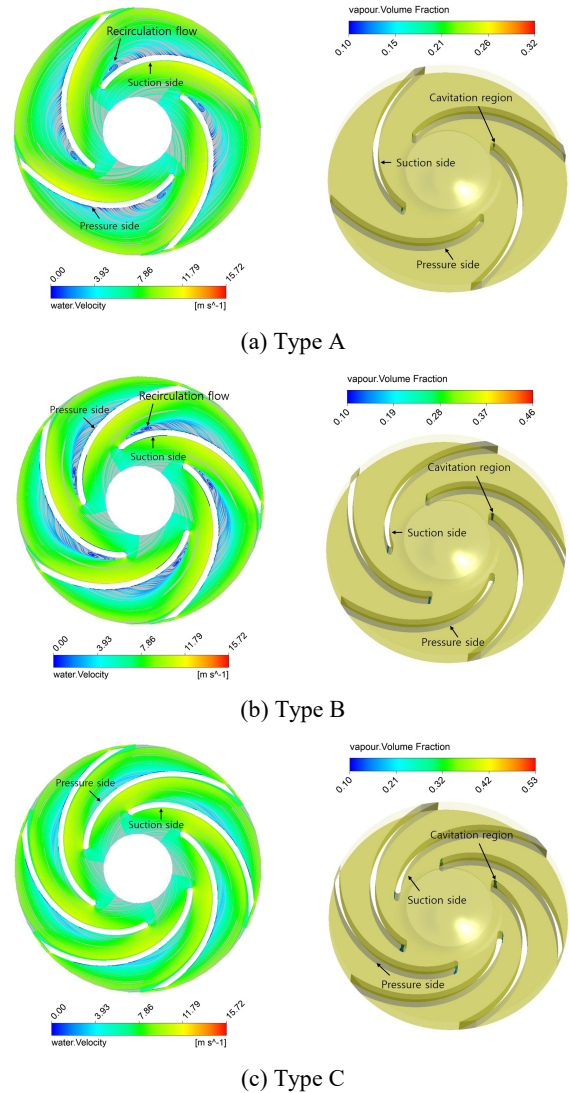 Recirculation flow
Suction side
Pressure side
0.00
3.93
7.86
11.79
15.72
water.Velocity
[m s^-1]
vapour.Volume Fraction
0.10
0.15
0.21
0.26
0.32
Cavitation region
Suction side
Pressure side
(a) Type A
Recirculation flow
Pressure side
Suction side
0.00
3.93
7.86
11.79
15.72
water.Velocity
[m s^-1]
vapour.Volume Fraction
0.10
0.19
0.28
0.37
0.46
Cavitation region
Suction side
Pressure side
(b) Type B
Pressure side
Suction side
0.00
3.93
7.86
11.79
15.72
water.Velocity
[m s^-1]
vapour.Volume Fraction
0.10
0.21
0.32
0.42
0.53
Cavitation region
Suction side
Pressure side
(c) Type C